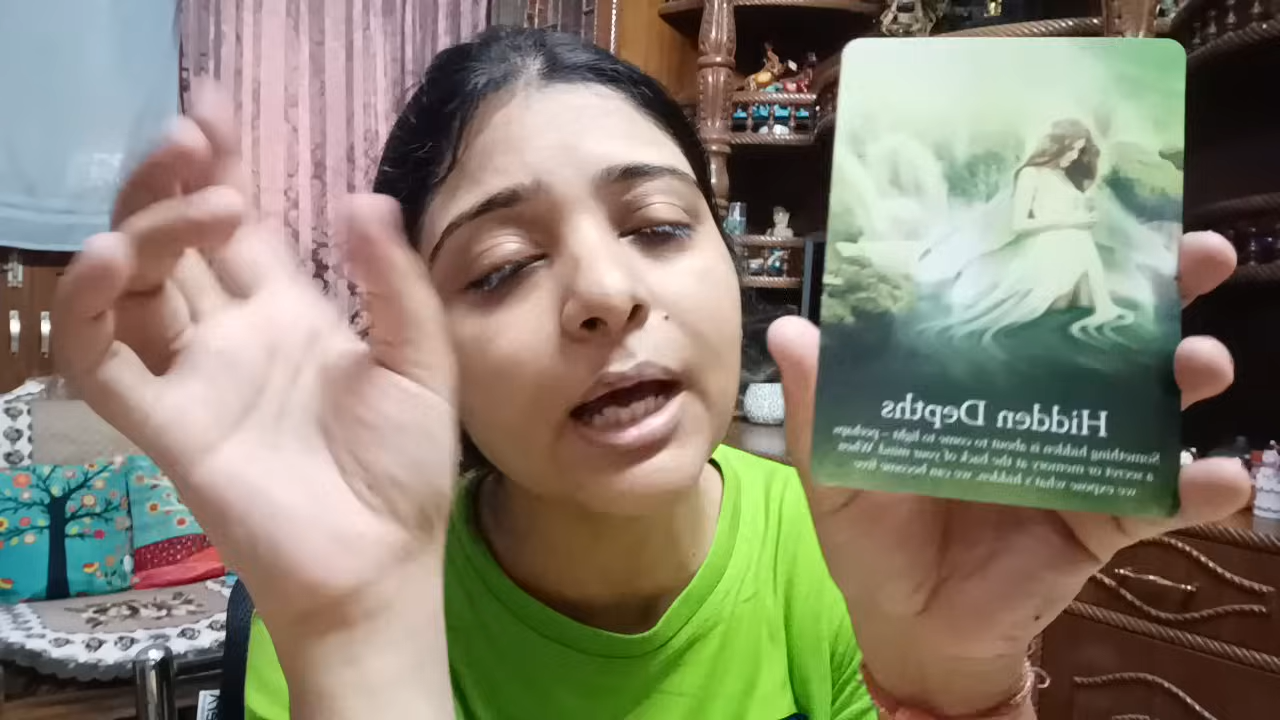 Hidden Depths
Something hidden is about to come to light – perhaps
a secret or memory at the back of your mind. When
we expose what's hidden, we can become free